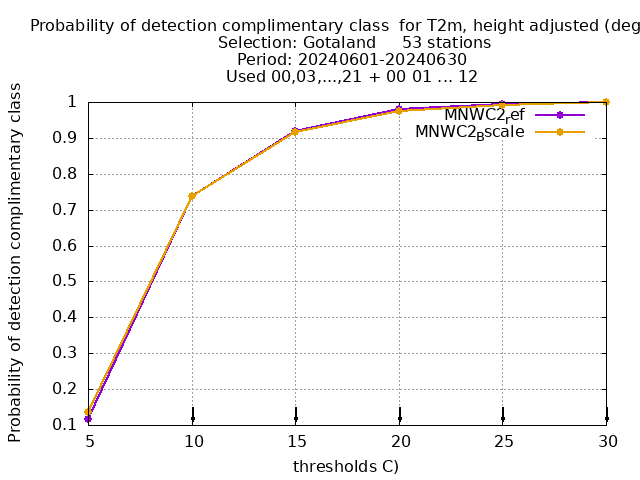 Probability of detection complimentary class  for T2m, height adjusted (deg
Selection: Gotaland     53 stations
Period: 20240601-20240630
Used 00,03,...,21 + 00 01 ... 12
Probability of detection complimentary class
1
0.9
0.8
0.7
0.6
0.5
0.4
0.3
0.2
0.1
MNWC2ref
MNWC2Bscale
5 10 15 20 25 30
thresholds C)